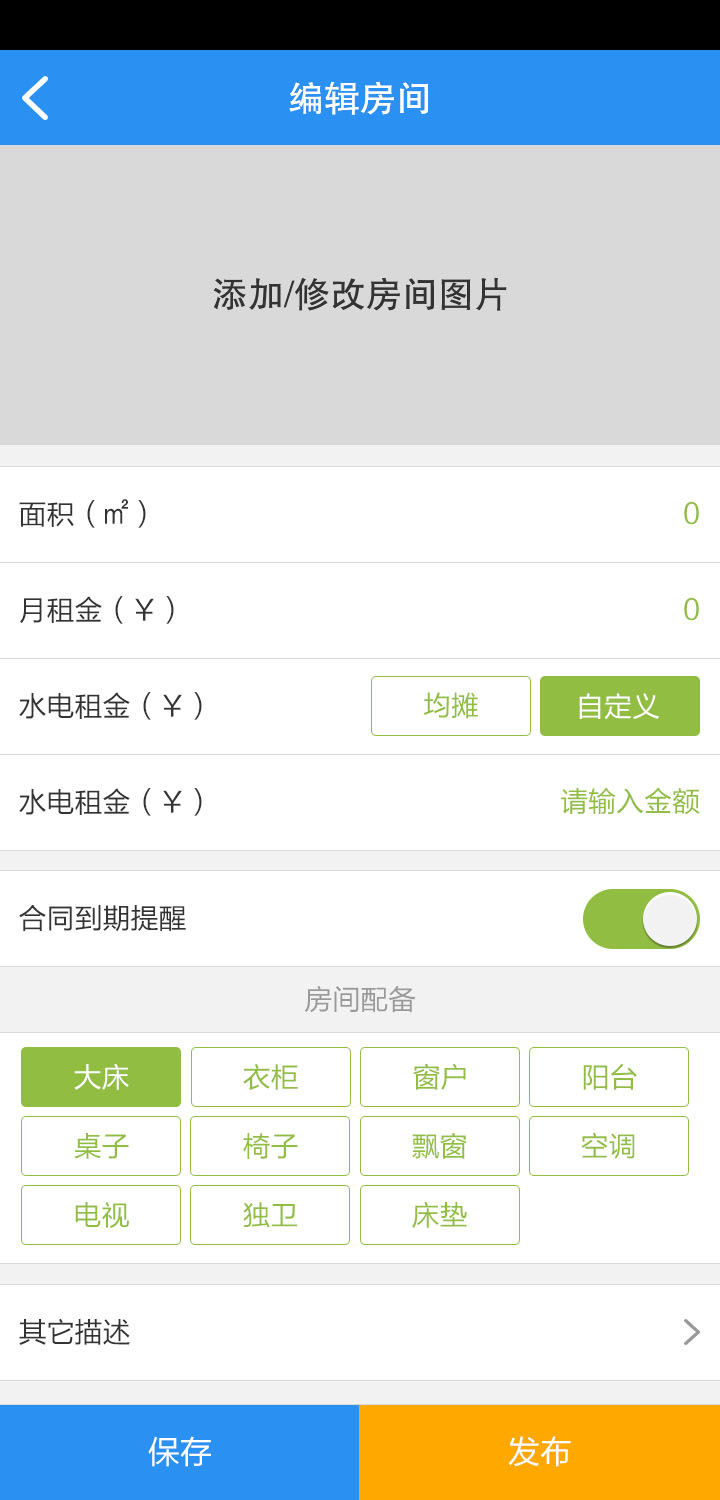 编辑房间
添加/修改房间图片
面积（㎡） 0
月租金（￥） 0
水电租金（￥） 均摊 自定义
水电租金（￥） 请输入金额
合同到期提醒
房间配备
大床 衣柜 窗户 阳台
桌子 椅子 飘窗 空调
电视 独卫 床垫
其它描述
保存 发布